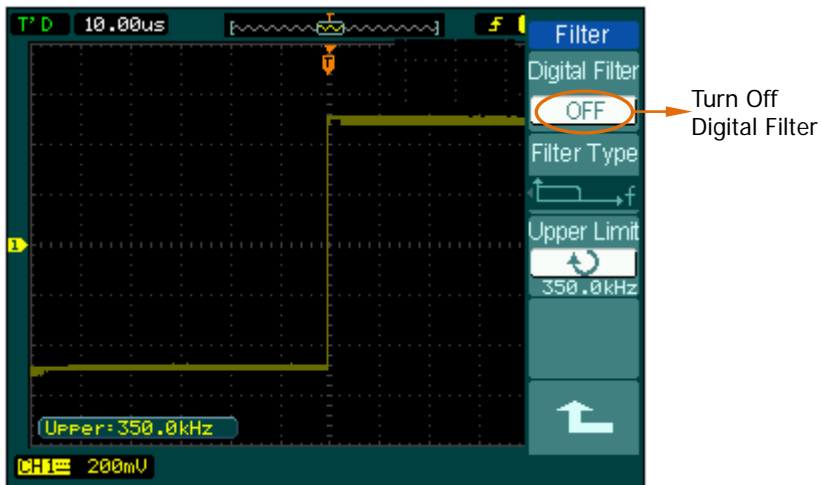 T'D 10.00us T
Filter
T
Digital Filter
OFF
Turn Off
Digital Filter
Filter Type
f
Upper Limit
1
350.0kHz
Upper:350.0kHz
CH1 200mV